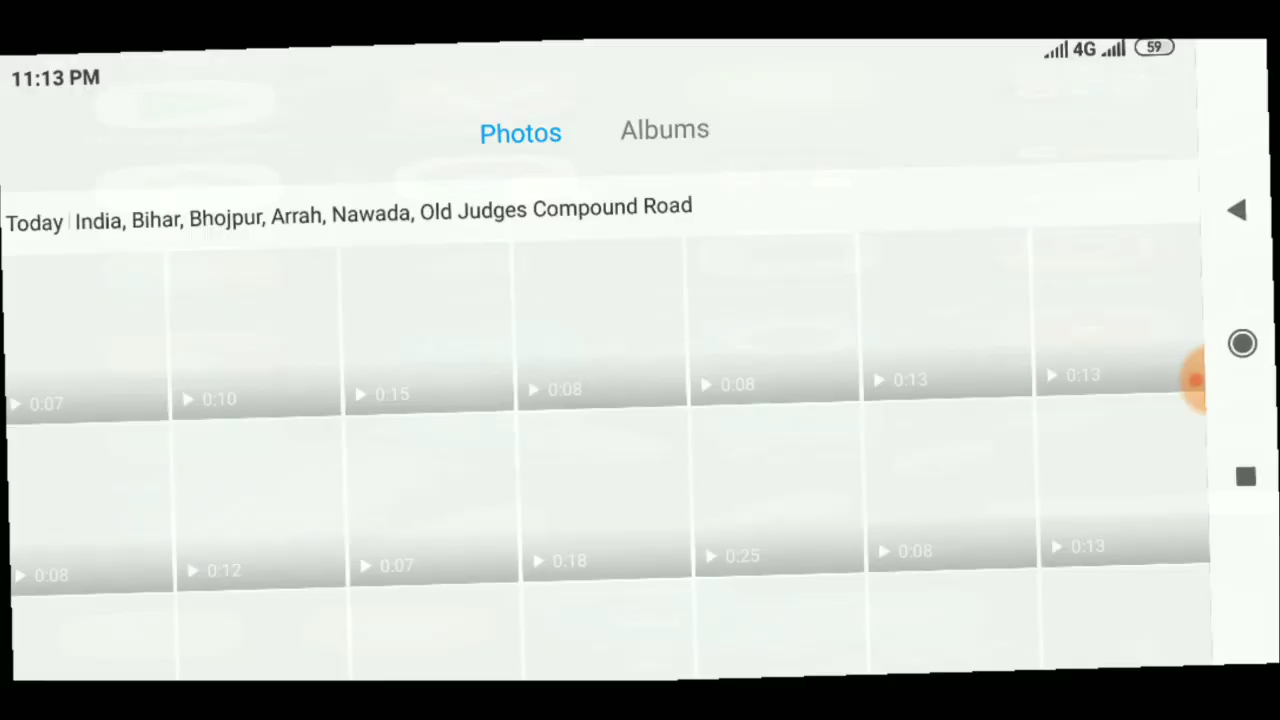 11:13 PM
4G 59
Photos Albums
Today India, Bihar, Bhojpur, Arrah, Nawada, Old Judges Compound Road
0:07 0:10 0:15 0:08 0:08 0:13 0:13
0:08 0:12 0:07 0:18 0:25 0:08 0:13